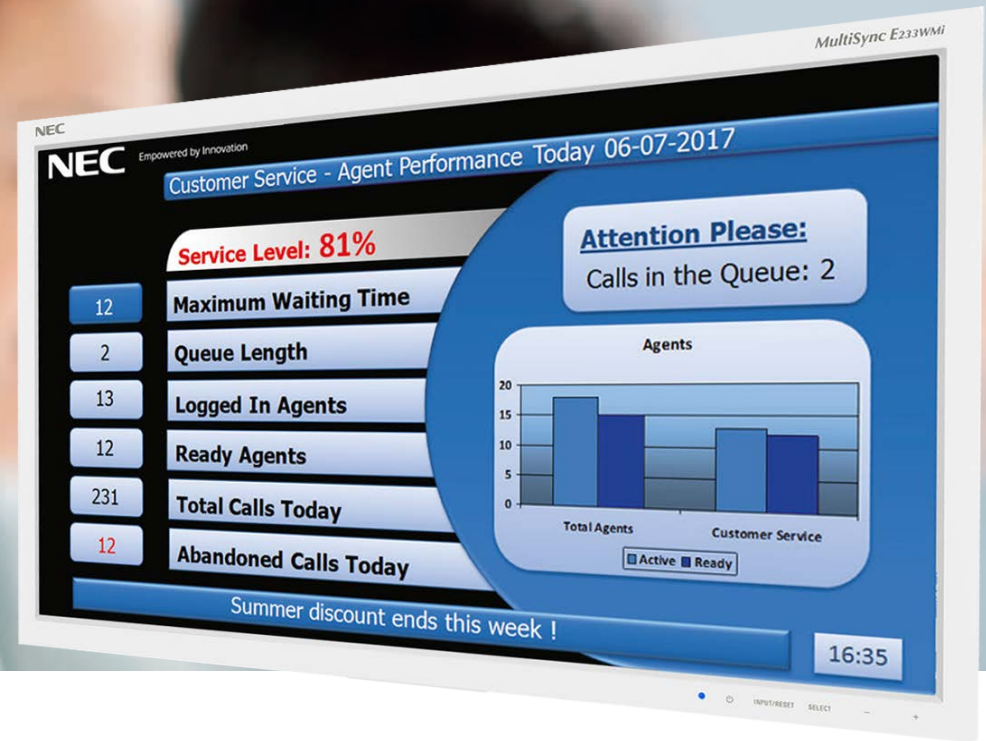 MultiSync E233WMi
NEC
NEC Empowered by Innovation
Customer Service - Agent Performance Today 06-07-2017
Service Level: 81%
12 Maximum Waiting Time
2 Queue Length
13 Logged In Agents
12 Ready Agents
231 Total Calls Today
12 Abandoned Calls Today
Attention Please:
Calls in the Queue: 2
Agents
20
15
10
5
0
Total Agents Customer Service
Active Ready
Summer discount ends this week !
16:35
INPUT/RESET SELECT - +